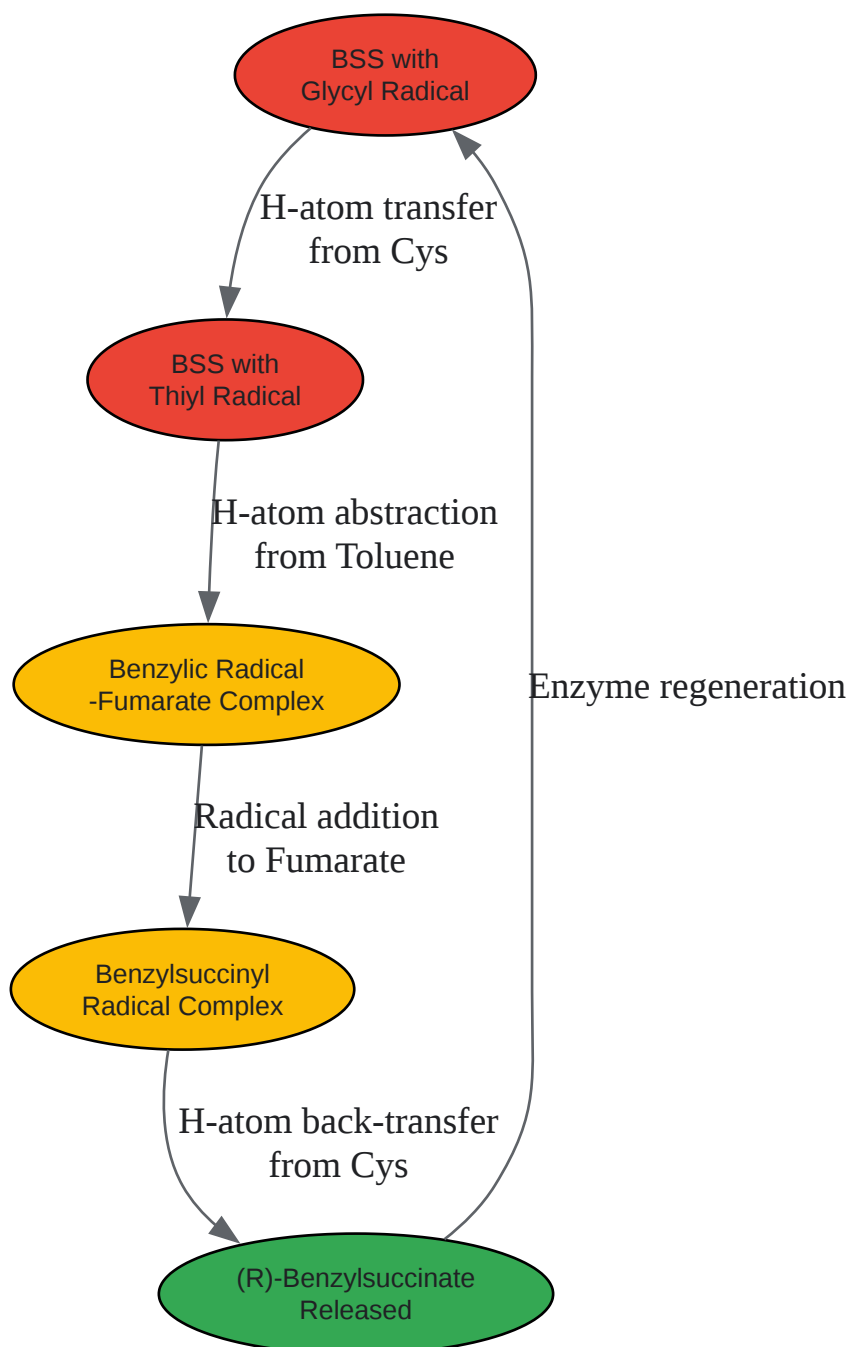 BSS with
Glycyl Radical
H-atom transfer
from Cys
BSS with
Thiyl Radical
H-atom abstraction
from Toluene
Benzylic Radical
-Fumarate Complex
Enzyme regeneration
Radical addition
to Fumarate
Benzylsuccinyl
Radical Complex
H-atom back-transfer
from Cys
(R)-Benzylsuccinate
Released